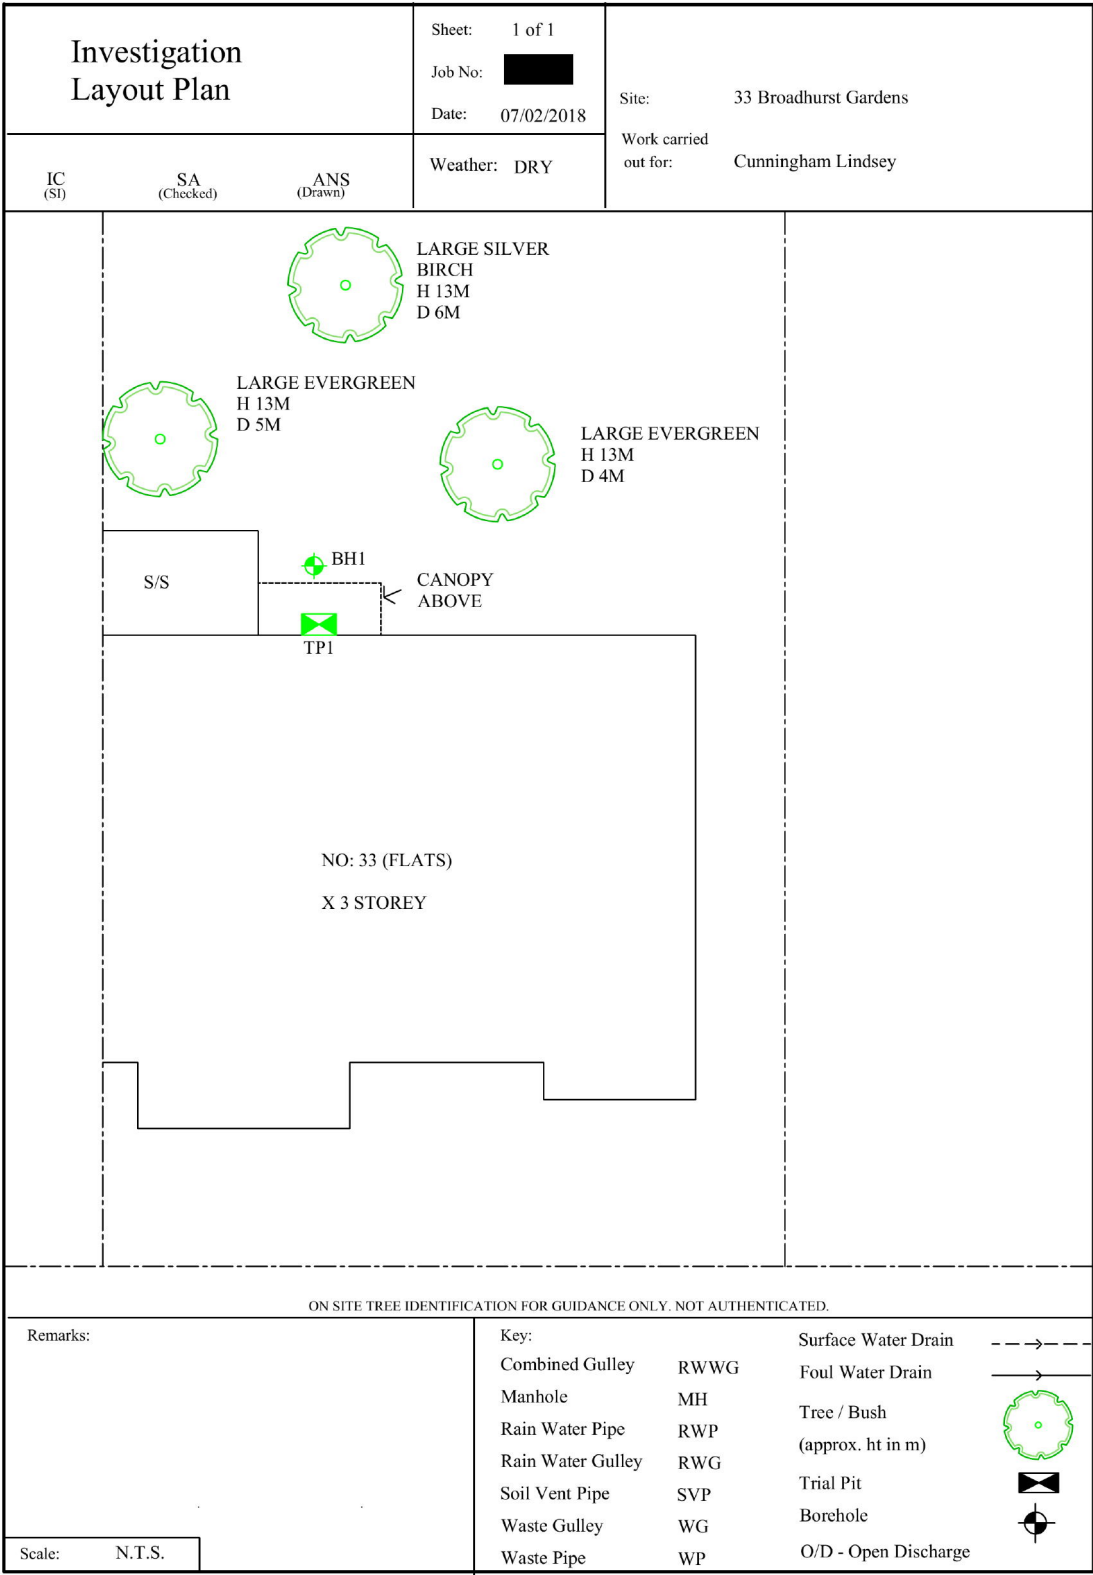 Investigation
Layout Plan
IC
(SI)
SA
(Checked)
ANS
(Drawn)
Sheet: 1 of 1
Job No:
Date: 07/02/2018
Weather: DRY
Site: 33 Broadhurst Gardens
Work carried
out for: Cunningham Lindsey
LARGE SILVER
BIRCH
H 13M
D 6M
LARGE EVERGREEN
H 13M
D 5M
LARGE EVERGREEN
H 13M
D 4M
S/S
BH1
CANOPY
ABOVE
TP1
NO: 33 (FLATS)
X 3 STOREY
ON SITE TREE IDENTIFICATION FOR GUIDANCE ONLY. NOT AUTHENTICATED.
Remarks:
Scale: N.T.S.
Key:
Combined Gulley RWWG
Manhole MH
Rain Water Pipe RWP
Rain Water Gulley RWG
Soil Vent Pipe SVP
Waste Gulley WG
Waste Pipe WP
Surface Water Drain
Foul Water Drain
Tree / Bush
(approx. ht in m)
Trial Pit
Borehole
O/D - Open Discharge